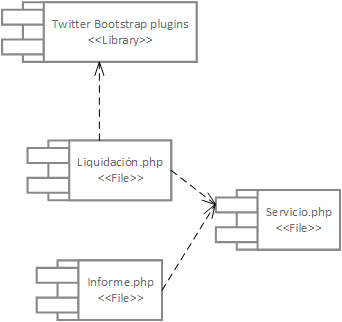 Twitter Bootstrap plugins
<<Library>>
Liquidación.php
<<File>>
Servicio.php
<<File>>
Informe.php
<<File>>